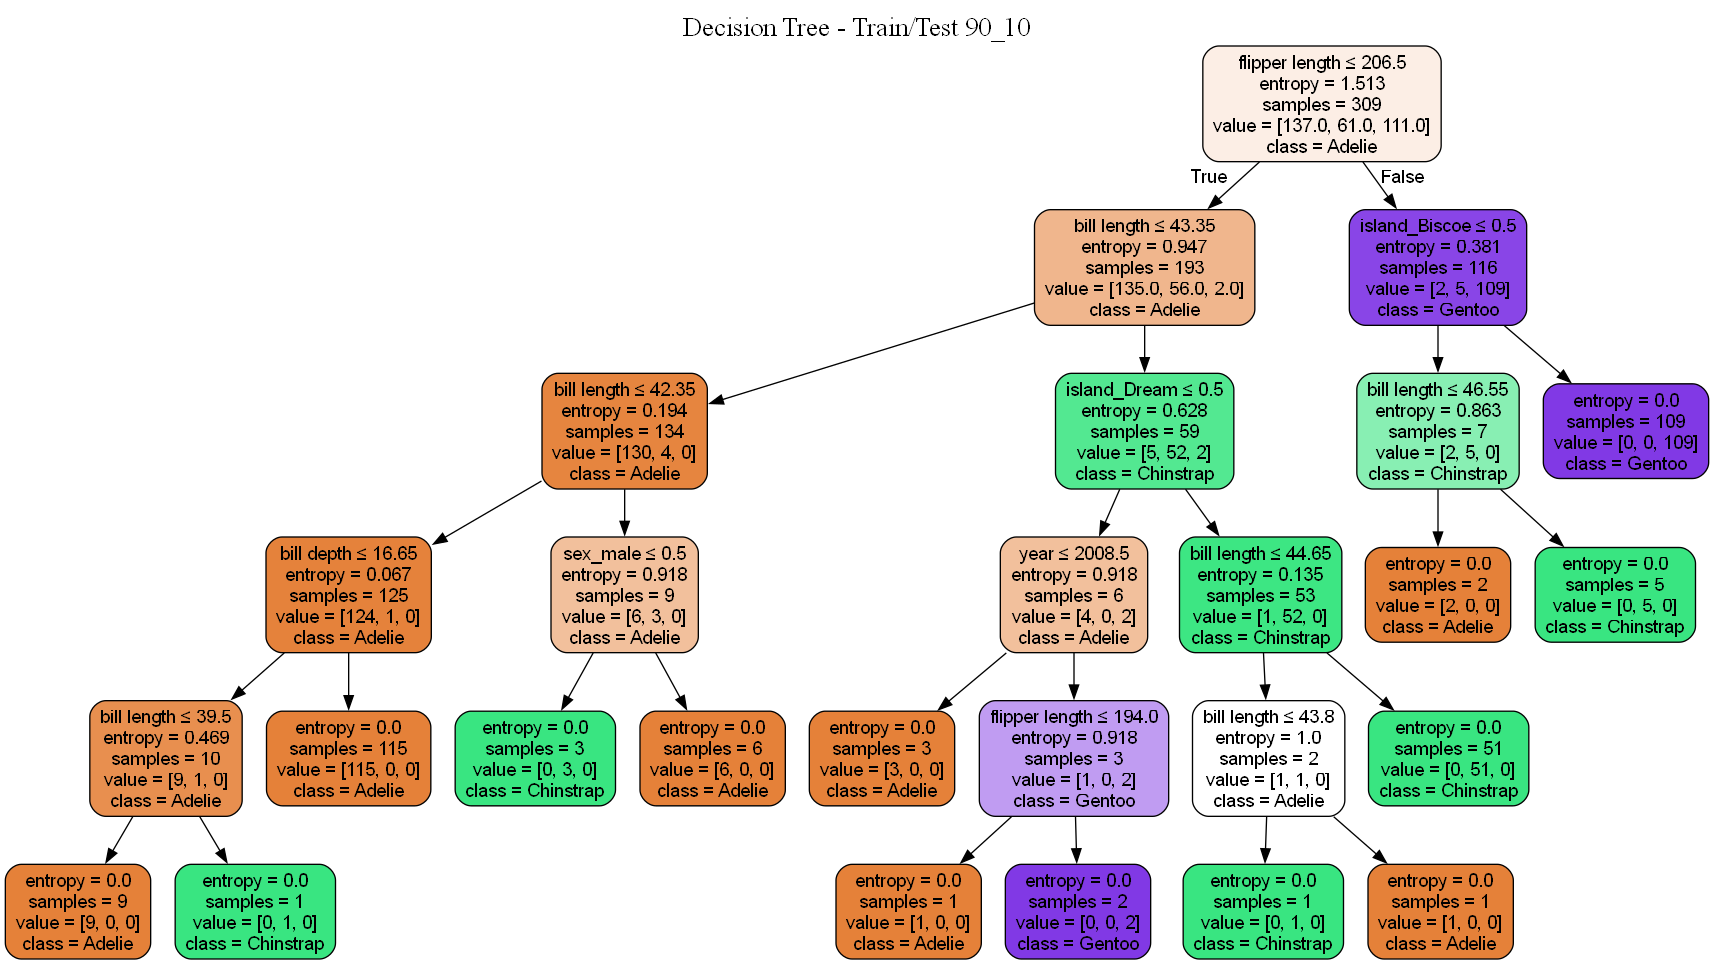 Decision Tree - Train/Test 90_10
flipper length ≤ 206.5
entropy = 1.513
samples = 309
value = [137.0, 61.0, 111.0]
class = Adelie
True
False
bill length ≤ 43.35
entropy = 0.947
samples = 193
value = [135.0, 56.0, 2.0]
class = Adelie
island_Biscoe ≤ 0.5
entropy = 0.381
samples = 116
value = [2, 5, 109]
class = Gentoo
bill length ≤ 42.35
entropy = 0.194
samples = 134
value = [130, 4, 0]
class = Adelie
island_Dream ≤ 0.5
entropy = 0.628
samples = 59
value = [5, 52, 2]
class = Chinstrap
bill length ≤ 46.55
entropy = 0.863
samples = 7
value = [2, 5, 0]
class = Chinstrap
entropy = 0.0
samples = 109
value = [0, 0, 109]
class = Gentoo
bill depth ≤ 16.65
entropy = 0.067
samples = 125
value = [124, 1, 0]
class = Adelie
sex_male ≤ 0.5
entropy = 0.918
samples = 9
value = [6, 3, 0]
class = Adelie
year ≤ 2008.5
entropy = 0.918
samples = 6
value = [4, 0, 2]
class = Adelie
bill length ≤ 44.65
entropy = 0.135
samples = 53
value = [1, 52, 0]
class = Chinstrap
entropy = 0.0
samples = 2
value = [2, 0, 0]
class = Adelie
entropy = 0.0
samples = 5
value = [0, 5, 0]
class = Chinstrap
bill length ≤ 39.5
entropy = 0.469
samples = 10
value = [9, 1, 0]
class = Adelie
entropy = 0.0
samples = 115
value = [115, 0, 0]
class = Adelie
entropy = 0.0
samples = 3
value = [0, 3, 0]
class = Chinstrap
entropy = 0.0
samples = 6
value = [6, 0, 0]
class = Adelie
entropy = 0.0
samples = 3
value = [3, 0, 0]
class = Adelie
flipper length ≤ 194.0
entropy = 0.918
samples = 3
value = [1, 0, 2]
class = Gentoo
bill length ≤ 43.8
entropy = 1.0
samples = 2
value = [1, 1, 0]
class = Adelie
entropy = 0.0
samples = 51
value = [0, 51, 0]
class = Chinstrap
entropy = 0.0
samples = 9
value = [9, 0, 0]
class = Adelie
entropy = 0.0
samples = 1
value = [0, 1, 0]
class = Chinstrap
entropy = 0.0
samples = 1
value = [1, 0, 0]
class = Adelie
entropy = 0.0
samples = 2
value = [0, 0, 2]
class = Gentoo
entropy = 0.0
samples = 1
value = [0, 1, 0]
class = Chinstrap
entropy = 0.0
samples = 1
value = [1, 0, 0]
class = Adelie